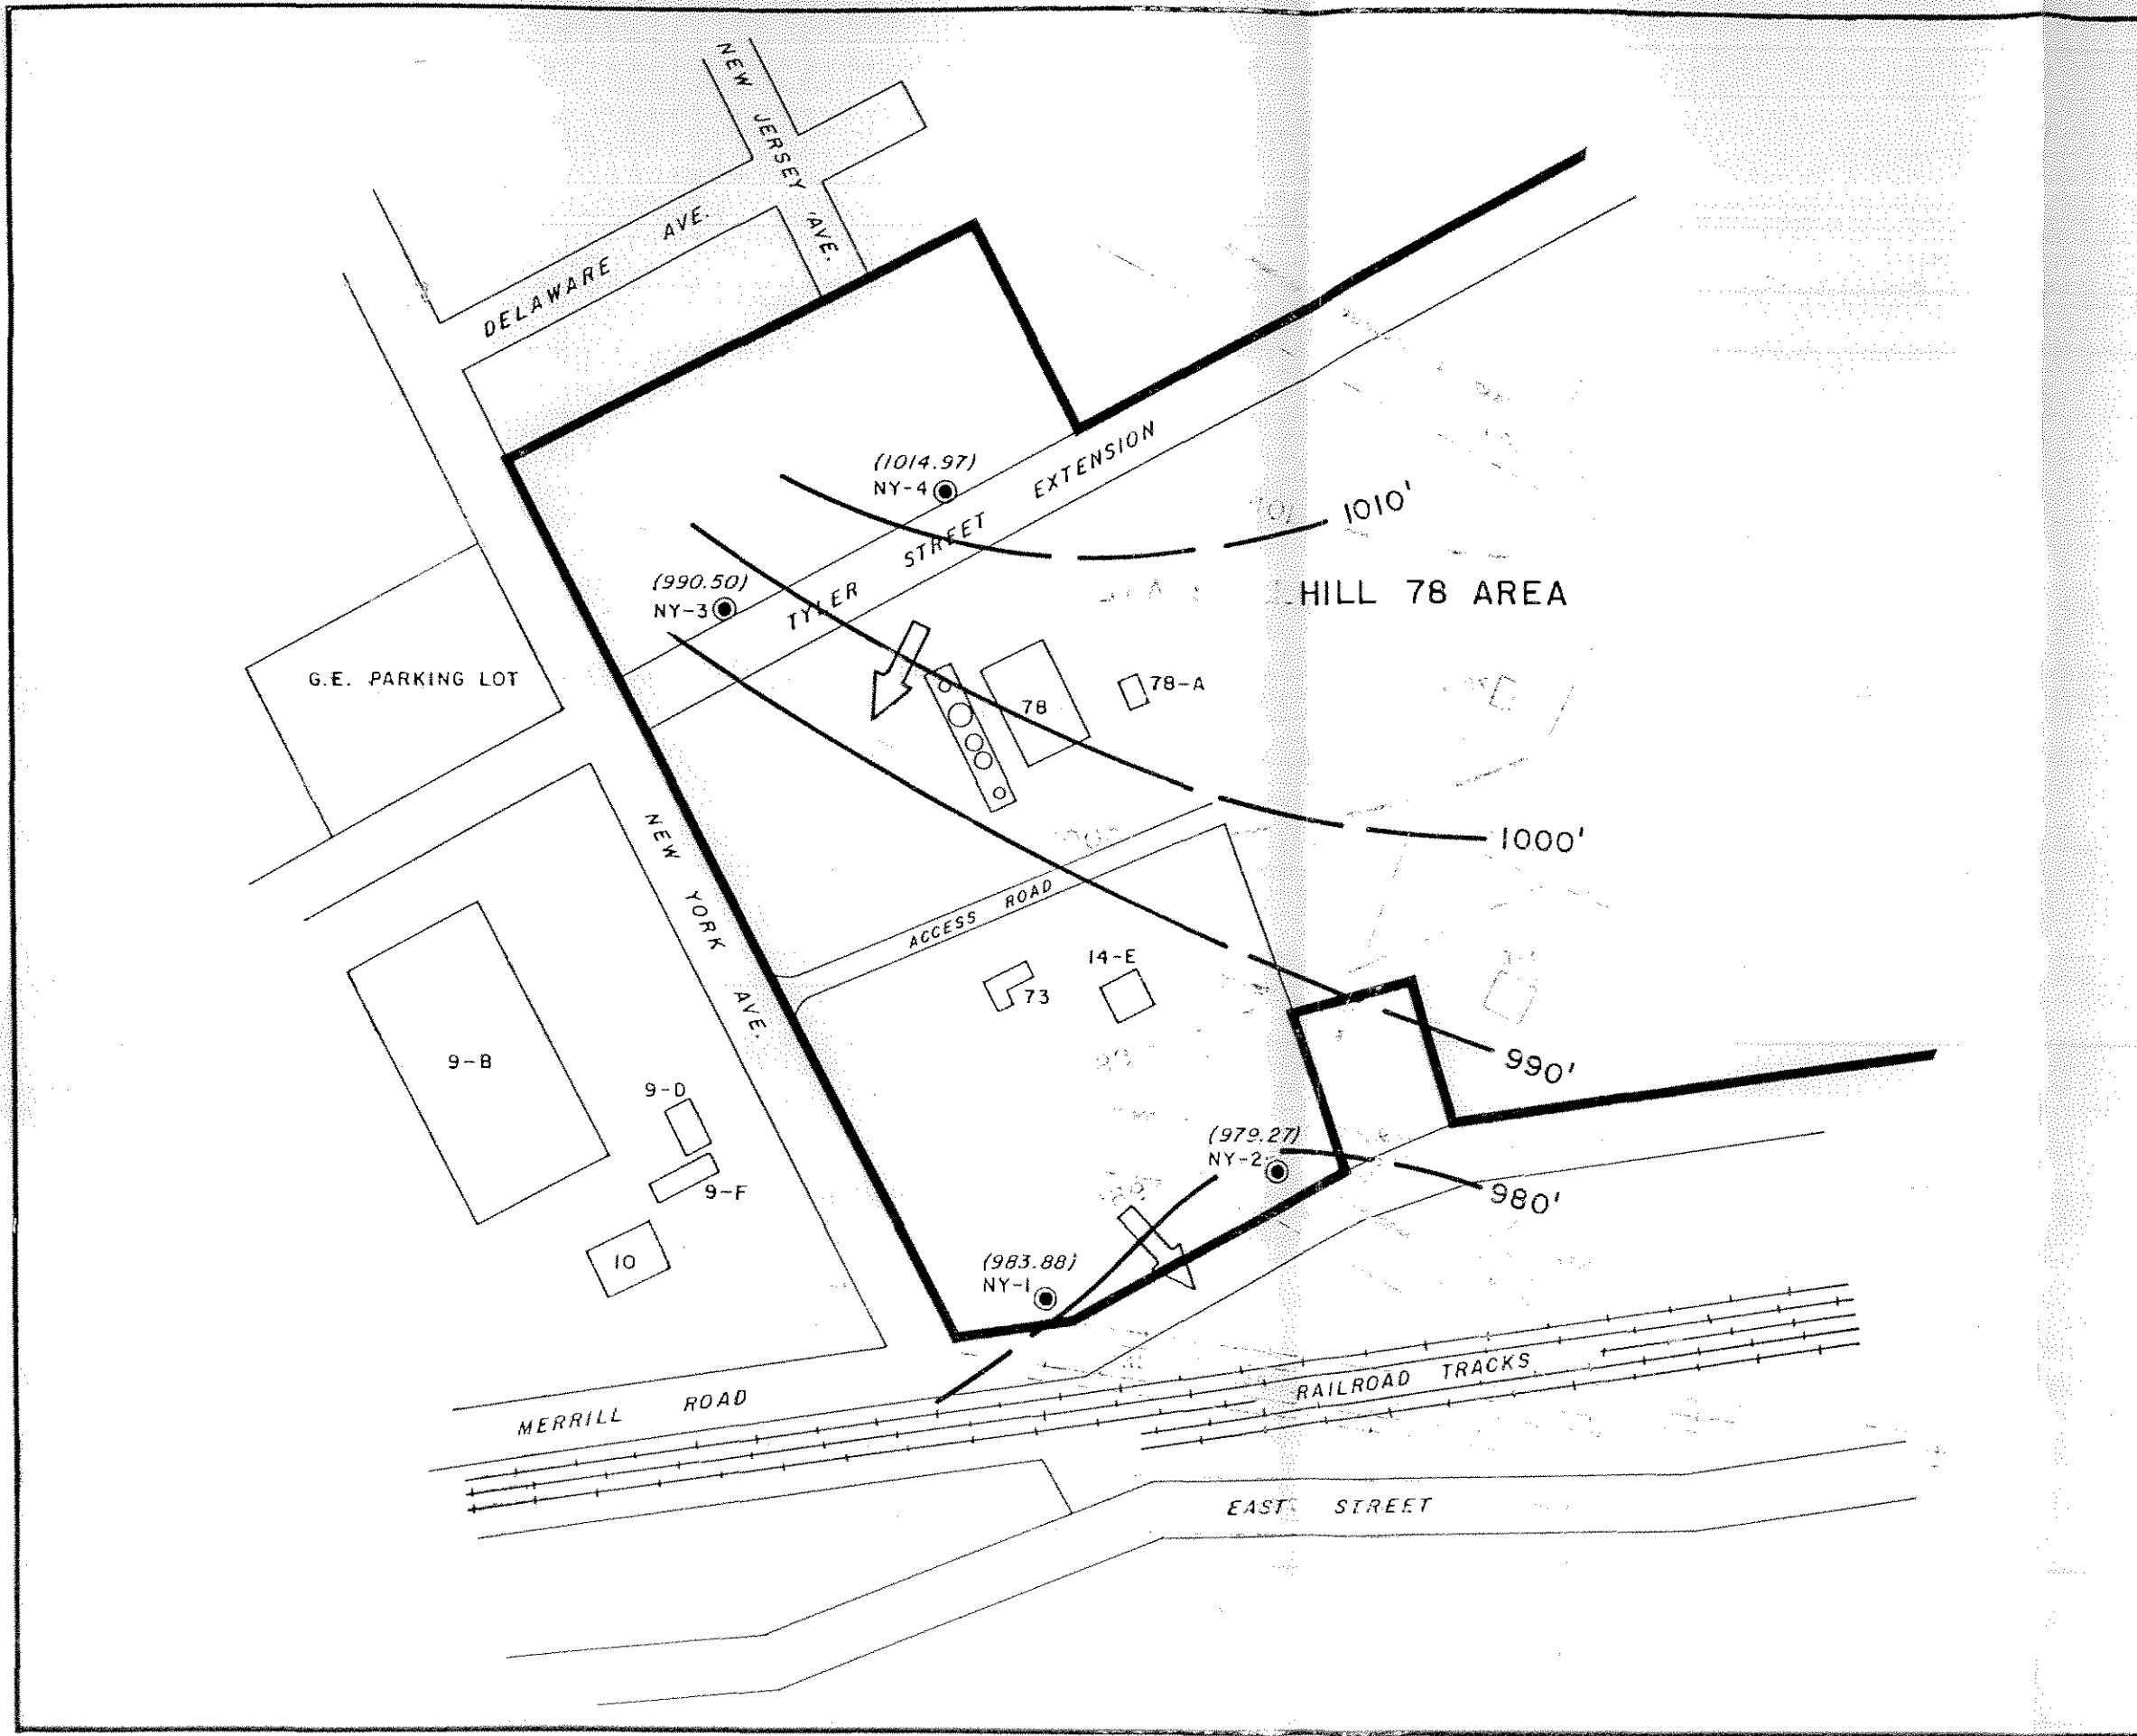 NEW JERSEY AVE.
DELAWARE AVE.
(1014.97)
NY-4
TYLER STREET EXTENSION
1010'
(990.50)
NY-3
HILL 78 AREA
G.E. PARKING LOT
78
78-A
1000'
NEW YORK AVE.
ACCESS ROAD
14-E
73
9-B
990'
9-D
(979.27)
NY-2
9-F
980'
10
(983.88)
NY-1
RAILROAD TRACKS
MERRILL ROAD
EAST STREET